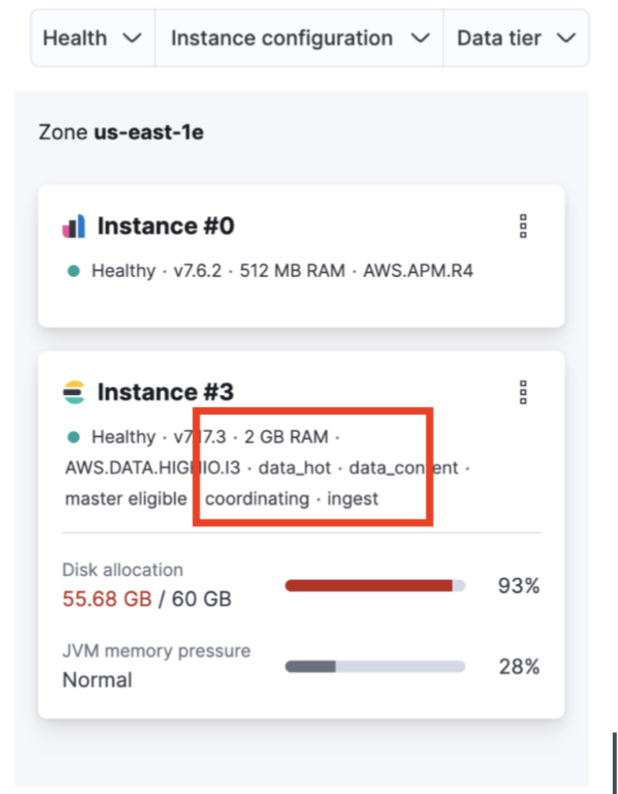 Health Instance configuration Data tier
Zone us-east-1e
Instance #0
Healthy · v7.6.2 · 512 MB RAM · AWS.APM.R4
Instance #3
Healthy · v7.17.3 · 2 GB RAM ·
AWS.DATA.HIGHIO.I3 · data_hot · data_content ·
master eligible · coordinating · ingest
Disk allocation
55.68 GB / 60 GB 93%
JVM memory pressure
Normal 28%